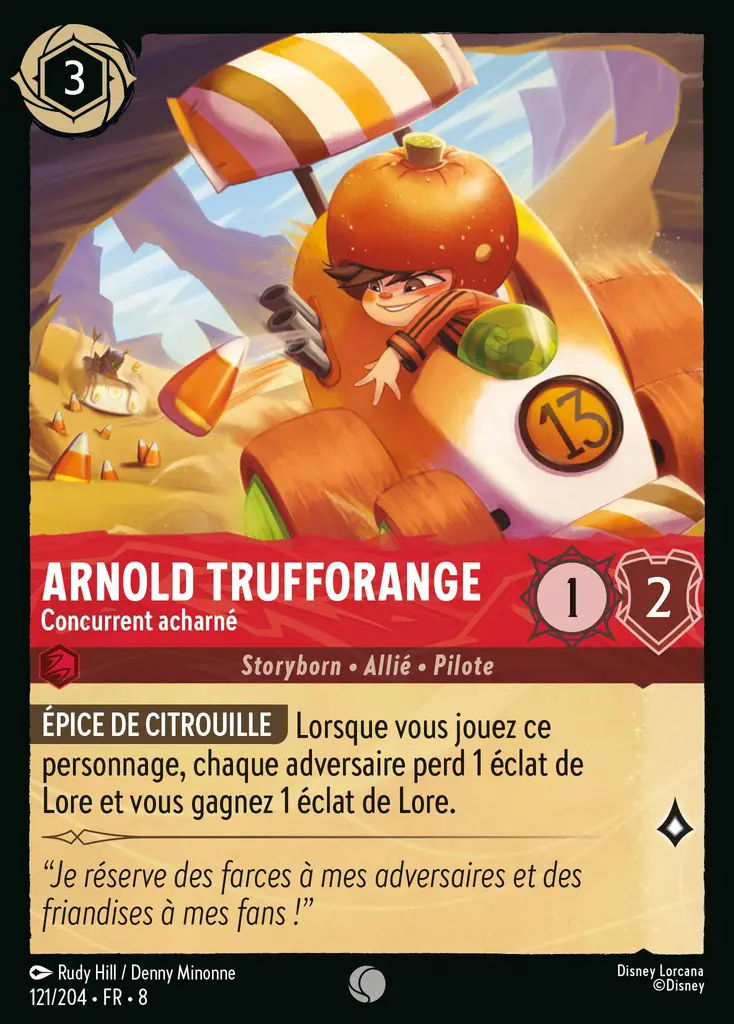 3
13
ARNOLD TRUFFORANGE
Concurrent acharné
1
2
Storyborn • Allié • Pilote
ÉPICE DE CITROUILLE Lorsque vous jouez ce
personnage, chaque adversaire perd 1 éclat de
Lore et vous gagnez 1 éclat de Lore.
“Je réserve des farces à mes adversaires et des
friandises à mes fans !”
Rudy Hill / Denny Minonne
121/204 • FR • 8
Disney Lorcana
©Disney